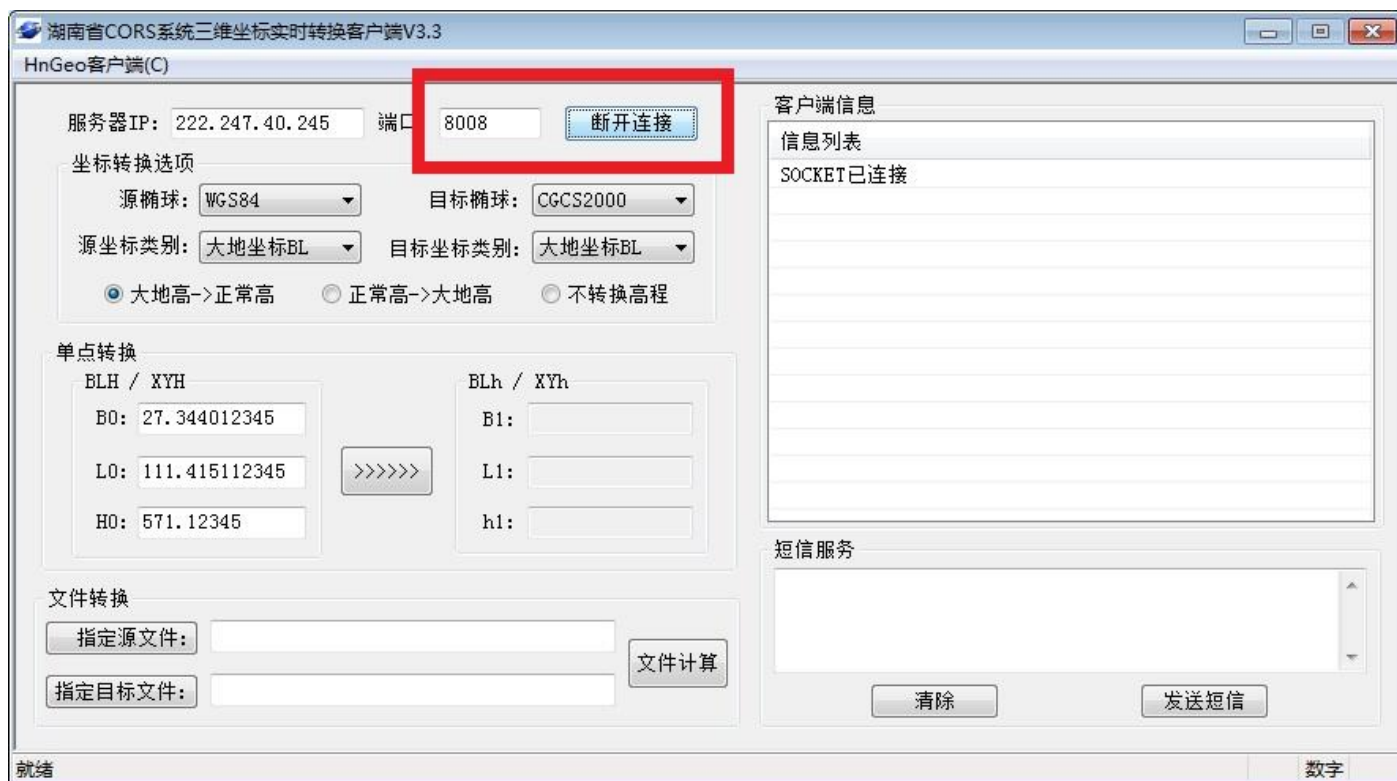 湖南省CORS系统三维坐标实时转换客户端V3.3
HnGeo客户端(C)
服务器IP: 222.247.40.245 端口 8008 断开连接
坐标转换选项
源椭球: WGS84 目标椭球: CGCS2000
源坐标类别: 大地坐标BL 目标坐标类别: 大地坐标BL
大地高->正常高 正常高->大地高 不转换高程
单点转换
BLH / XYH BLh / XYh
B0: 27.344012345 B1:
L0: 111.415112345 >>>>>> L1:
H0: 571.12345 h1:
文件转换
指定源文件:
文件计算
指定目标文件:
客户端信息
信息列表
SOCKET已连接
短信服务
清除 发送短信
就绪 数字